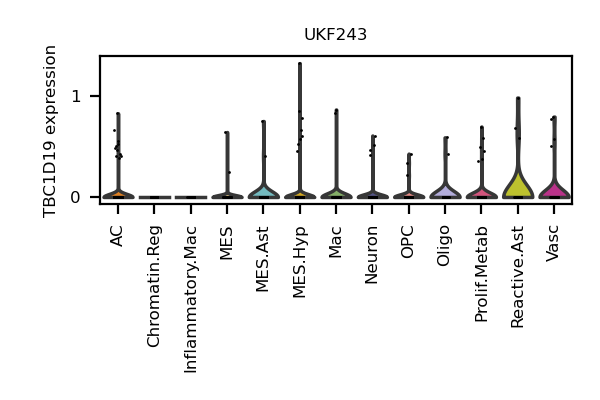 UKF243
TBC1D19 expression
1
0
AC
Chromatin.Reg
Inflammatory.Mac
MES
MES.Ast
MES.Hyp
Mac
Neuron
OPC
Oligo
Prolif.Metab
Reactive.Ast
Vasc